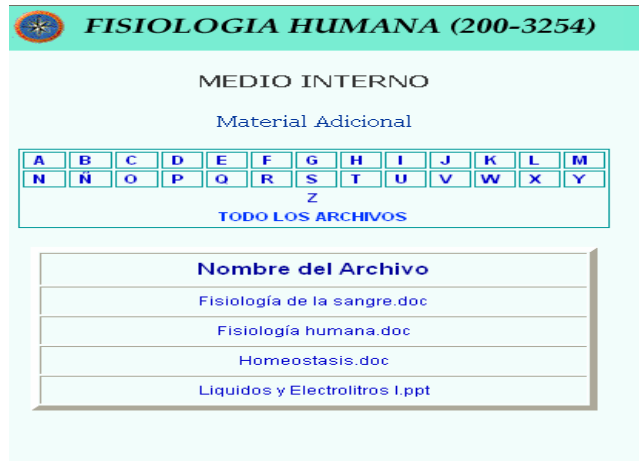 FISIOLOGIA HUMANA (200-3254)
MEDIO INTERNO
Material Adicional
A B C D E F G H I J K L M
N Ñ O P Q R S T U V W X Y
Z
TODO LOS ARCHIVOS
Nombre del Archivo
Fisiología de la sangre.doc
Fisiología humana.doc
Homeostasis.doc
Liquidos y Electrolitros I.ppt